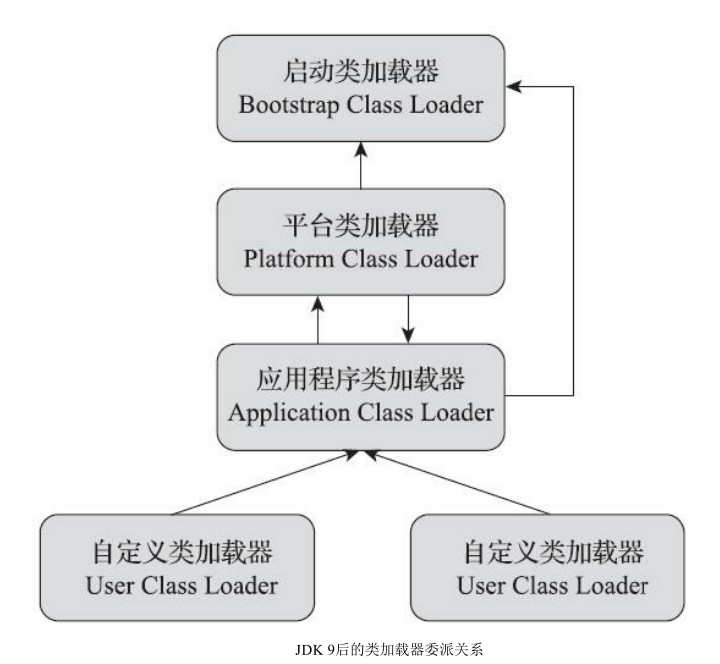 启动类加载器
Bootstrap Class Loader
平台类加载器
Platform Class Loader
应用程序类加载器
Application Class Loader
自定义类加载器
User Class Loader
自定义类加载器
User Class Loader
JDK 9后的类加载器委派关系